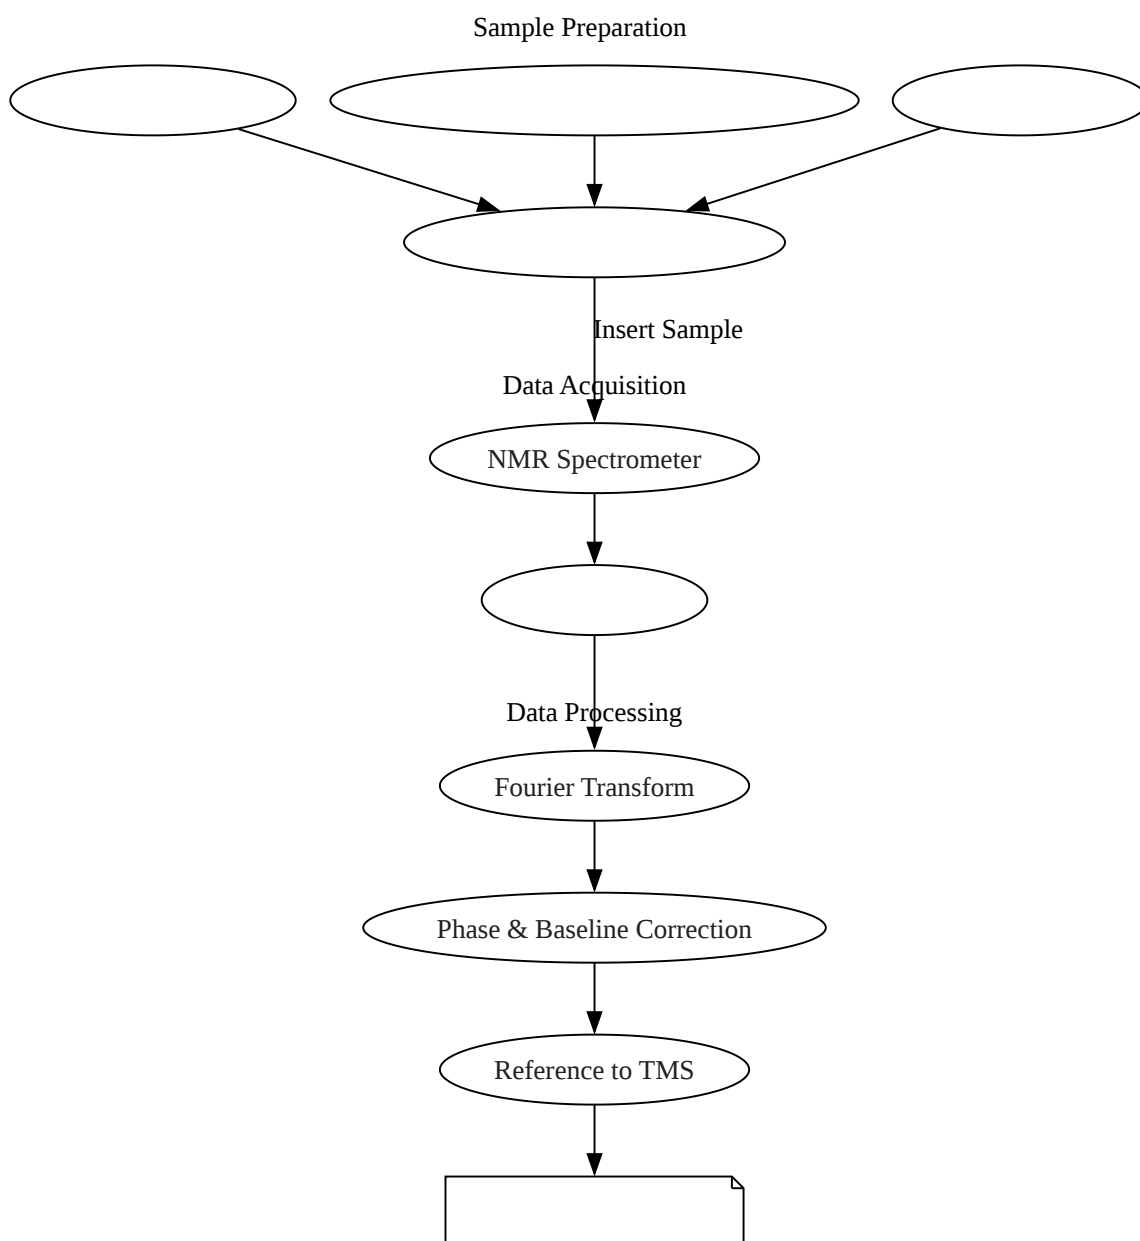 Sample Preparation
Insert Sample
Data Acquisition
NMR Spectrometer
Data Processing
Fourier Transform
Phase & Baseline Correction
Reference to TMS